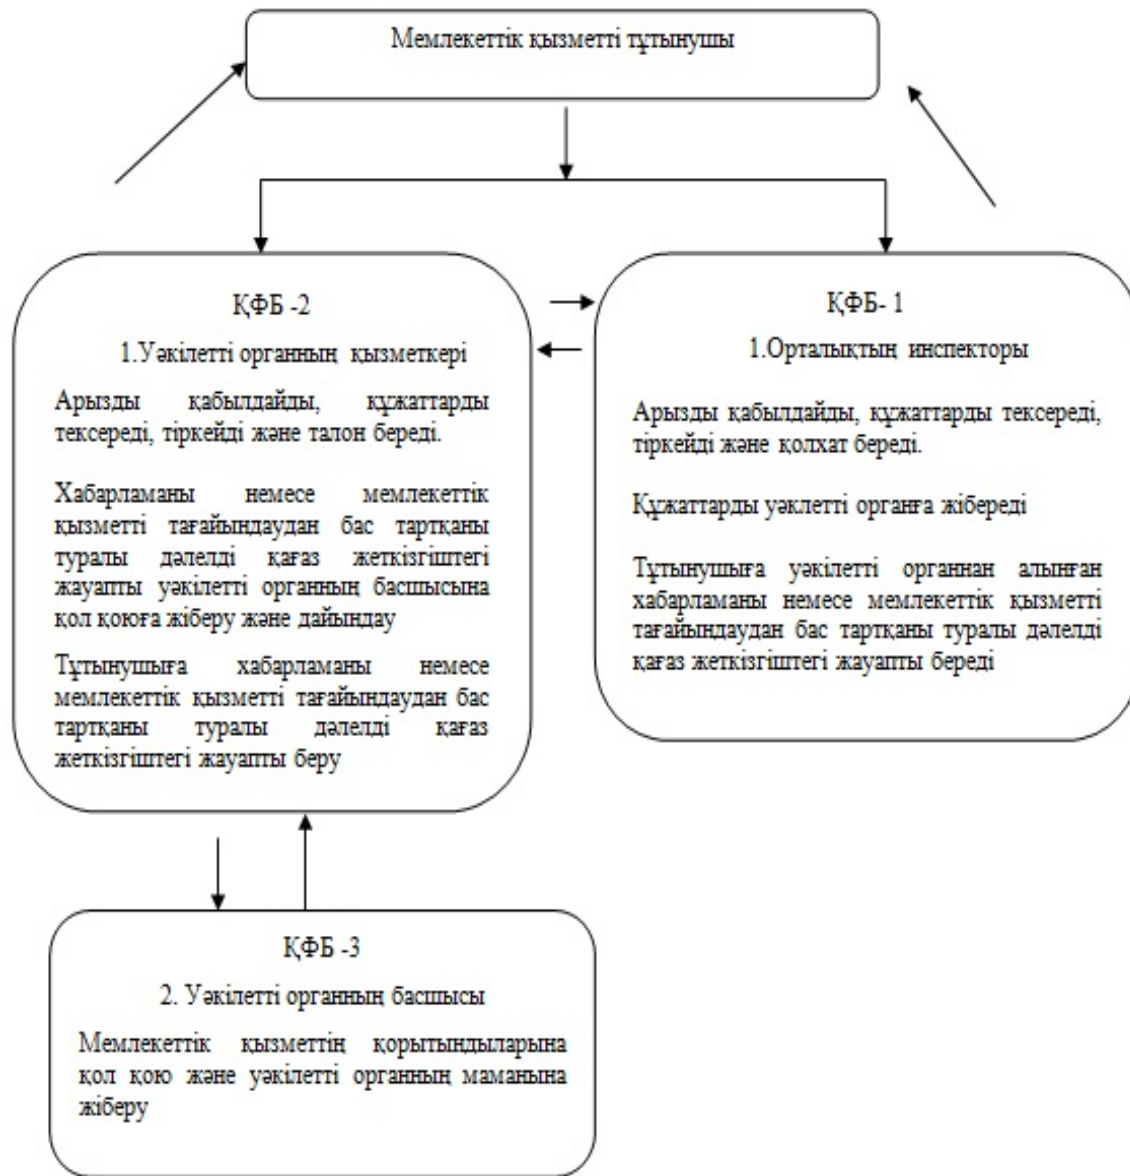 Мемлекеттік қызметті тұтынушы
ҚФБ -2
1.Уәкілетті органның қызметкері
Арызды қабылдайды, құжаттарды
тексереді, тіркейді және талон береді.
Хабарламаны немесе мемлекеттік
қызметті тағайындаудан бас тартқаны
туралы дәлелді қағаз жеткізгіштегі
жауапты уәкілетті органның басшысына
қол қоюға жіберу және дайындау
Тұтынушыға хабарламаны немесе
мемлекеттік қызметті тағайындаудан бас
тартқаны туралы дәлелді қағаз
жеткізгіштегі жауапты беру
ҚФБ- 1
1.Орталықтың инспекторы
Арызды қабылдайды, құжаттарды тексереді,
тіркейді және қолхат береді.
Құжаттарды уәклетті органға жібереді
Тұтынушыға уәкілетті органнан алынған
хабарламаны немесе мемлекеттік қызметті
тағайындаудан бас тартқаны туралы дәлелді
қағаз жеткізгіштегі жауапты береді
ҚФБ -3
2. Уәкілетті органның басшысы
Мемлекеттік қызметтің қорытындыларына
қол қою және уәкілетті органның маманына
жіберу